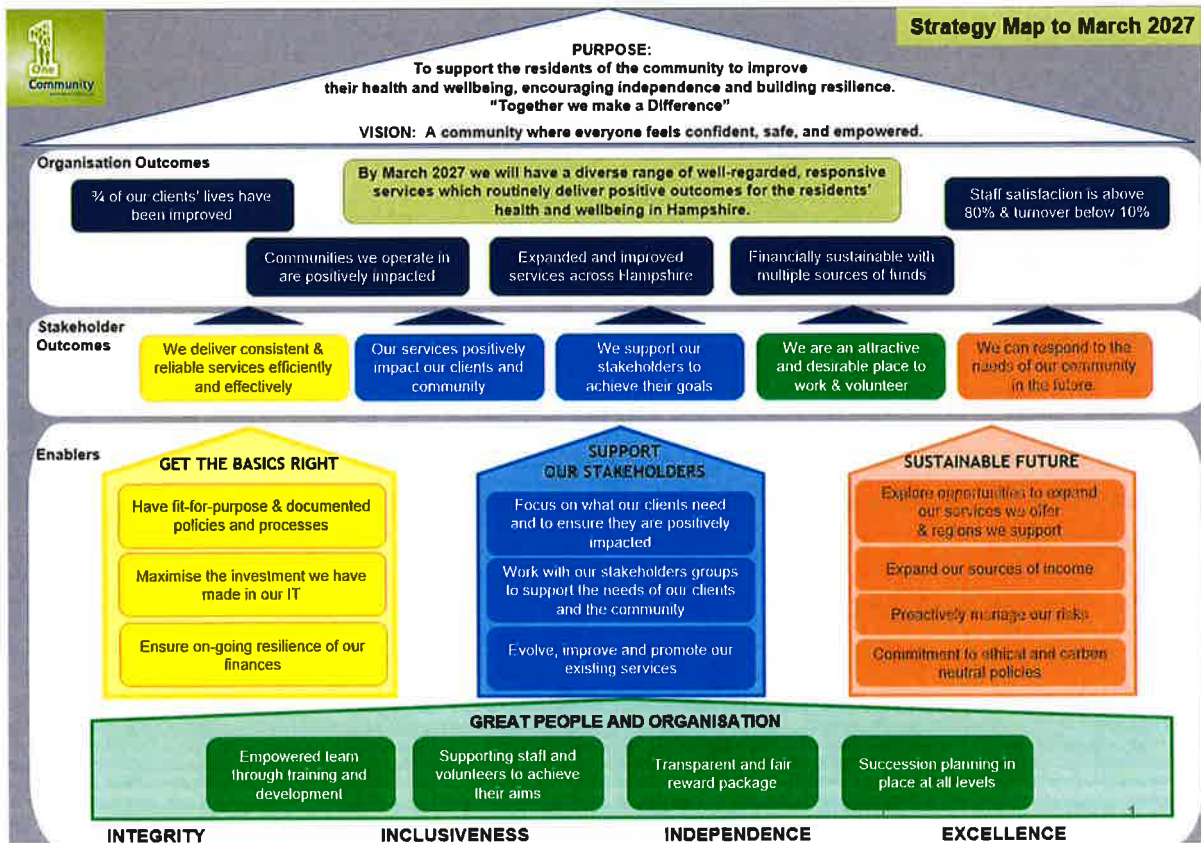 Strategy Map to March 2027
1
One
Community
PURPOSE:
To support the residents of the community to improve
their health and wellbeing, encouraging independence and building resilience.
"Together we make a Difference"
VISION: A community where everyone feels confident, safe, and empowered.
Organisation Outcomes
¾ of our clients' lives have
been improved
By March 2027 we will have a diverse range of well-regarded, responsive
services which routinely deliver positive outcomes for the residents'
health and wellbeing in Hampshire.
Staff satisfaction is above
80% & turnover below 10%
Communities we operate in
are positively impacted
Expanded and improved
services across Hampshire
Financially sustainable with
multiple sources of funds
Stakeholder
Outcomes
We deliver consistent &
reliable services efficiently
and effectively
Our services positively
impact our clients and
community
We support our
stakeholders to
achieve their goals
We are an attractive
and desirable place to
work & volunteer
We can respond to the
needs of our community
in the future.
Enablers
GET THE BASICS RIGHT
Have fit-for-purpose & documented
policies and processes
Maximise the investment we have
made in our IT
Ensure on-going resilience of our
finances
SUPPORT
OUR STAKEHOLDERS
Focus on what our clients need
and to ensure they are positively
impacted
Work with our stakeholders groups
to support the needs of our clients
and the community
Evolve, improve and promote our
existing services
SUSTAINABLE FUTURE
Explore opportunities to expand
our services we offer
& regions we support
Expand our sources of income
Proactively manage our risks
Commitment to ethical and carbon
neutral policies
GREAT PEOPLE AND ORGANISATION
Empowered team
through training and
development
Supporting staff and
volunteers to achieve
their aims
Transparent and fair
reward package
Succession planning in
place at all levels
1
INTEGRITY
INCLUSIVENESS
INDEPENDENCE
EXCELLENCE